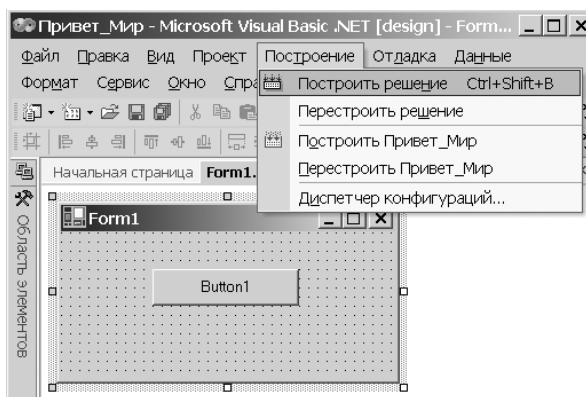 Привет_Мир - Microsoft Visual Basic .NET [design] - Form...
Файл Правка Вид Проект Построение Отладка Данные
Формат Сервис Окно Спра
Построить решение Ctrl+Shift+B
Перестроить решение
Построить Привет_Мир
Перестроить Привет_Мир
Диспетчер конфигураций...
Начальная страница Form1.
Область элементов
Form1
Button1